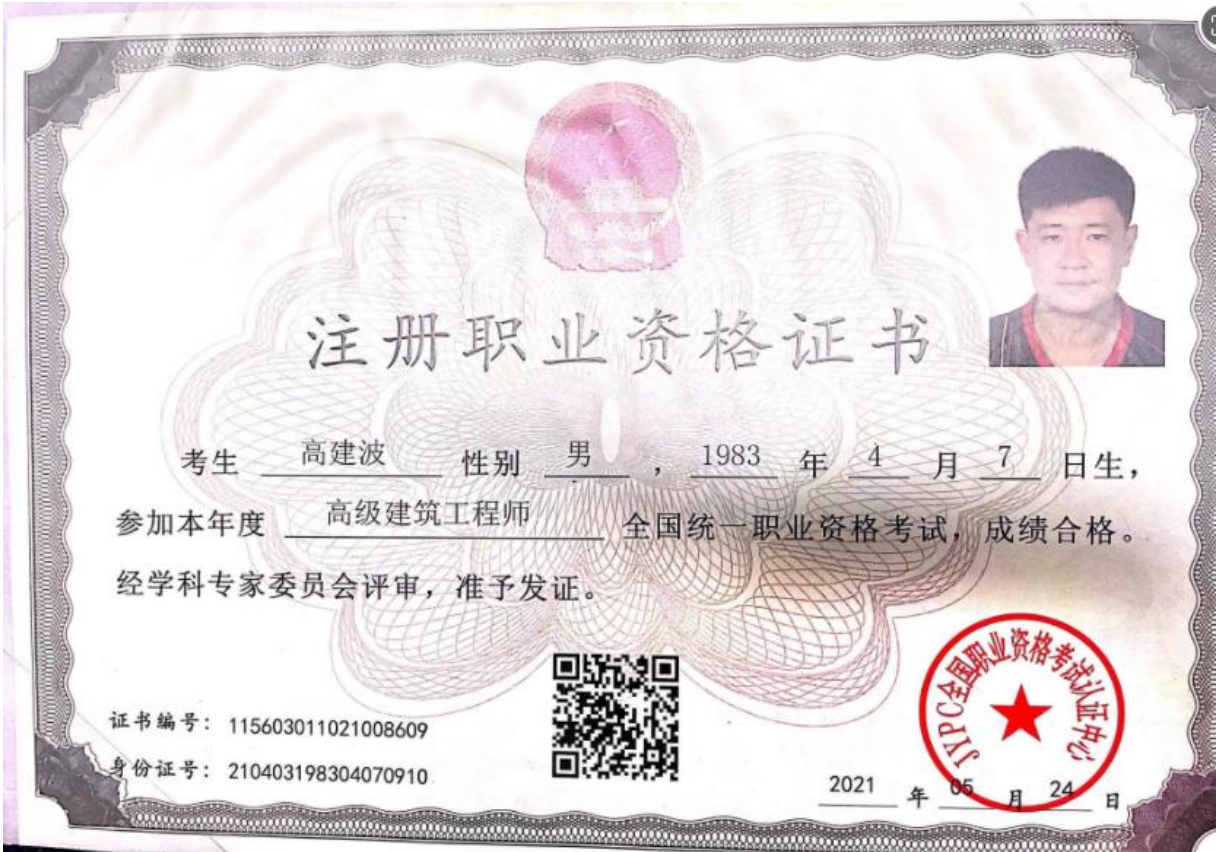 注册职业资格证书
考生 高建波 性别 男 , 1983 年 4 月 7 日生,
参加本年度 高级建筑工程师 全国统一职业资格考试, 成绩合格。
经学科专家委员会评审, 准予发证。
证书编号: 115603011021008609
身份证号: 210403198304070910
JYPC全国职业资格考试认证中心
2021 年 05 月 24 日